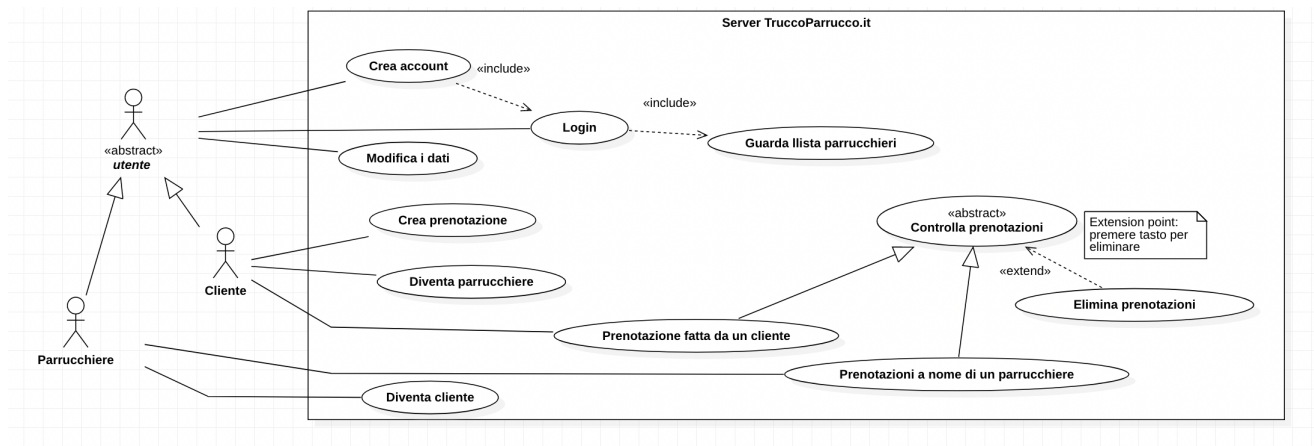 Server TruccoParrucco.it
Crea account
«include»
«include»
Login
Guarda llista parrucchieri
Modifica i dati
«abstract»
utente
Crea prenotazione
«abstract»
Controlla prenotazioni
Extension point:
premere tasto per
eliminare
Cliente
Diventa parrucchiere
«extend»
Elimina prenotazioni
Prenotazione fatta da un cliente
Parrucchiere
Prenotazioni a nome di un parrucchiere
Diventa cliente